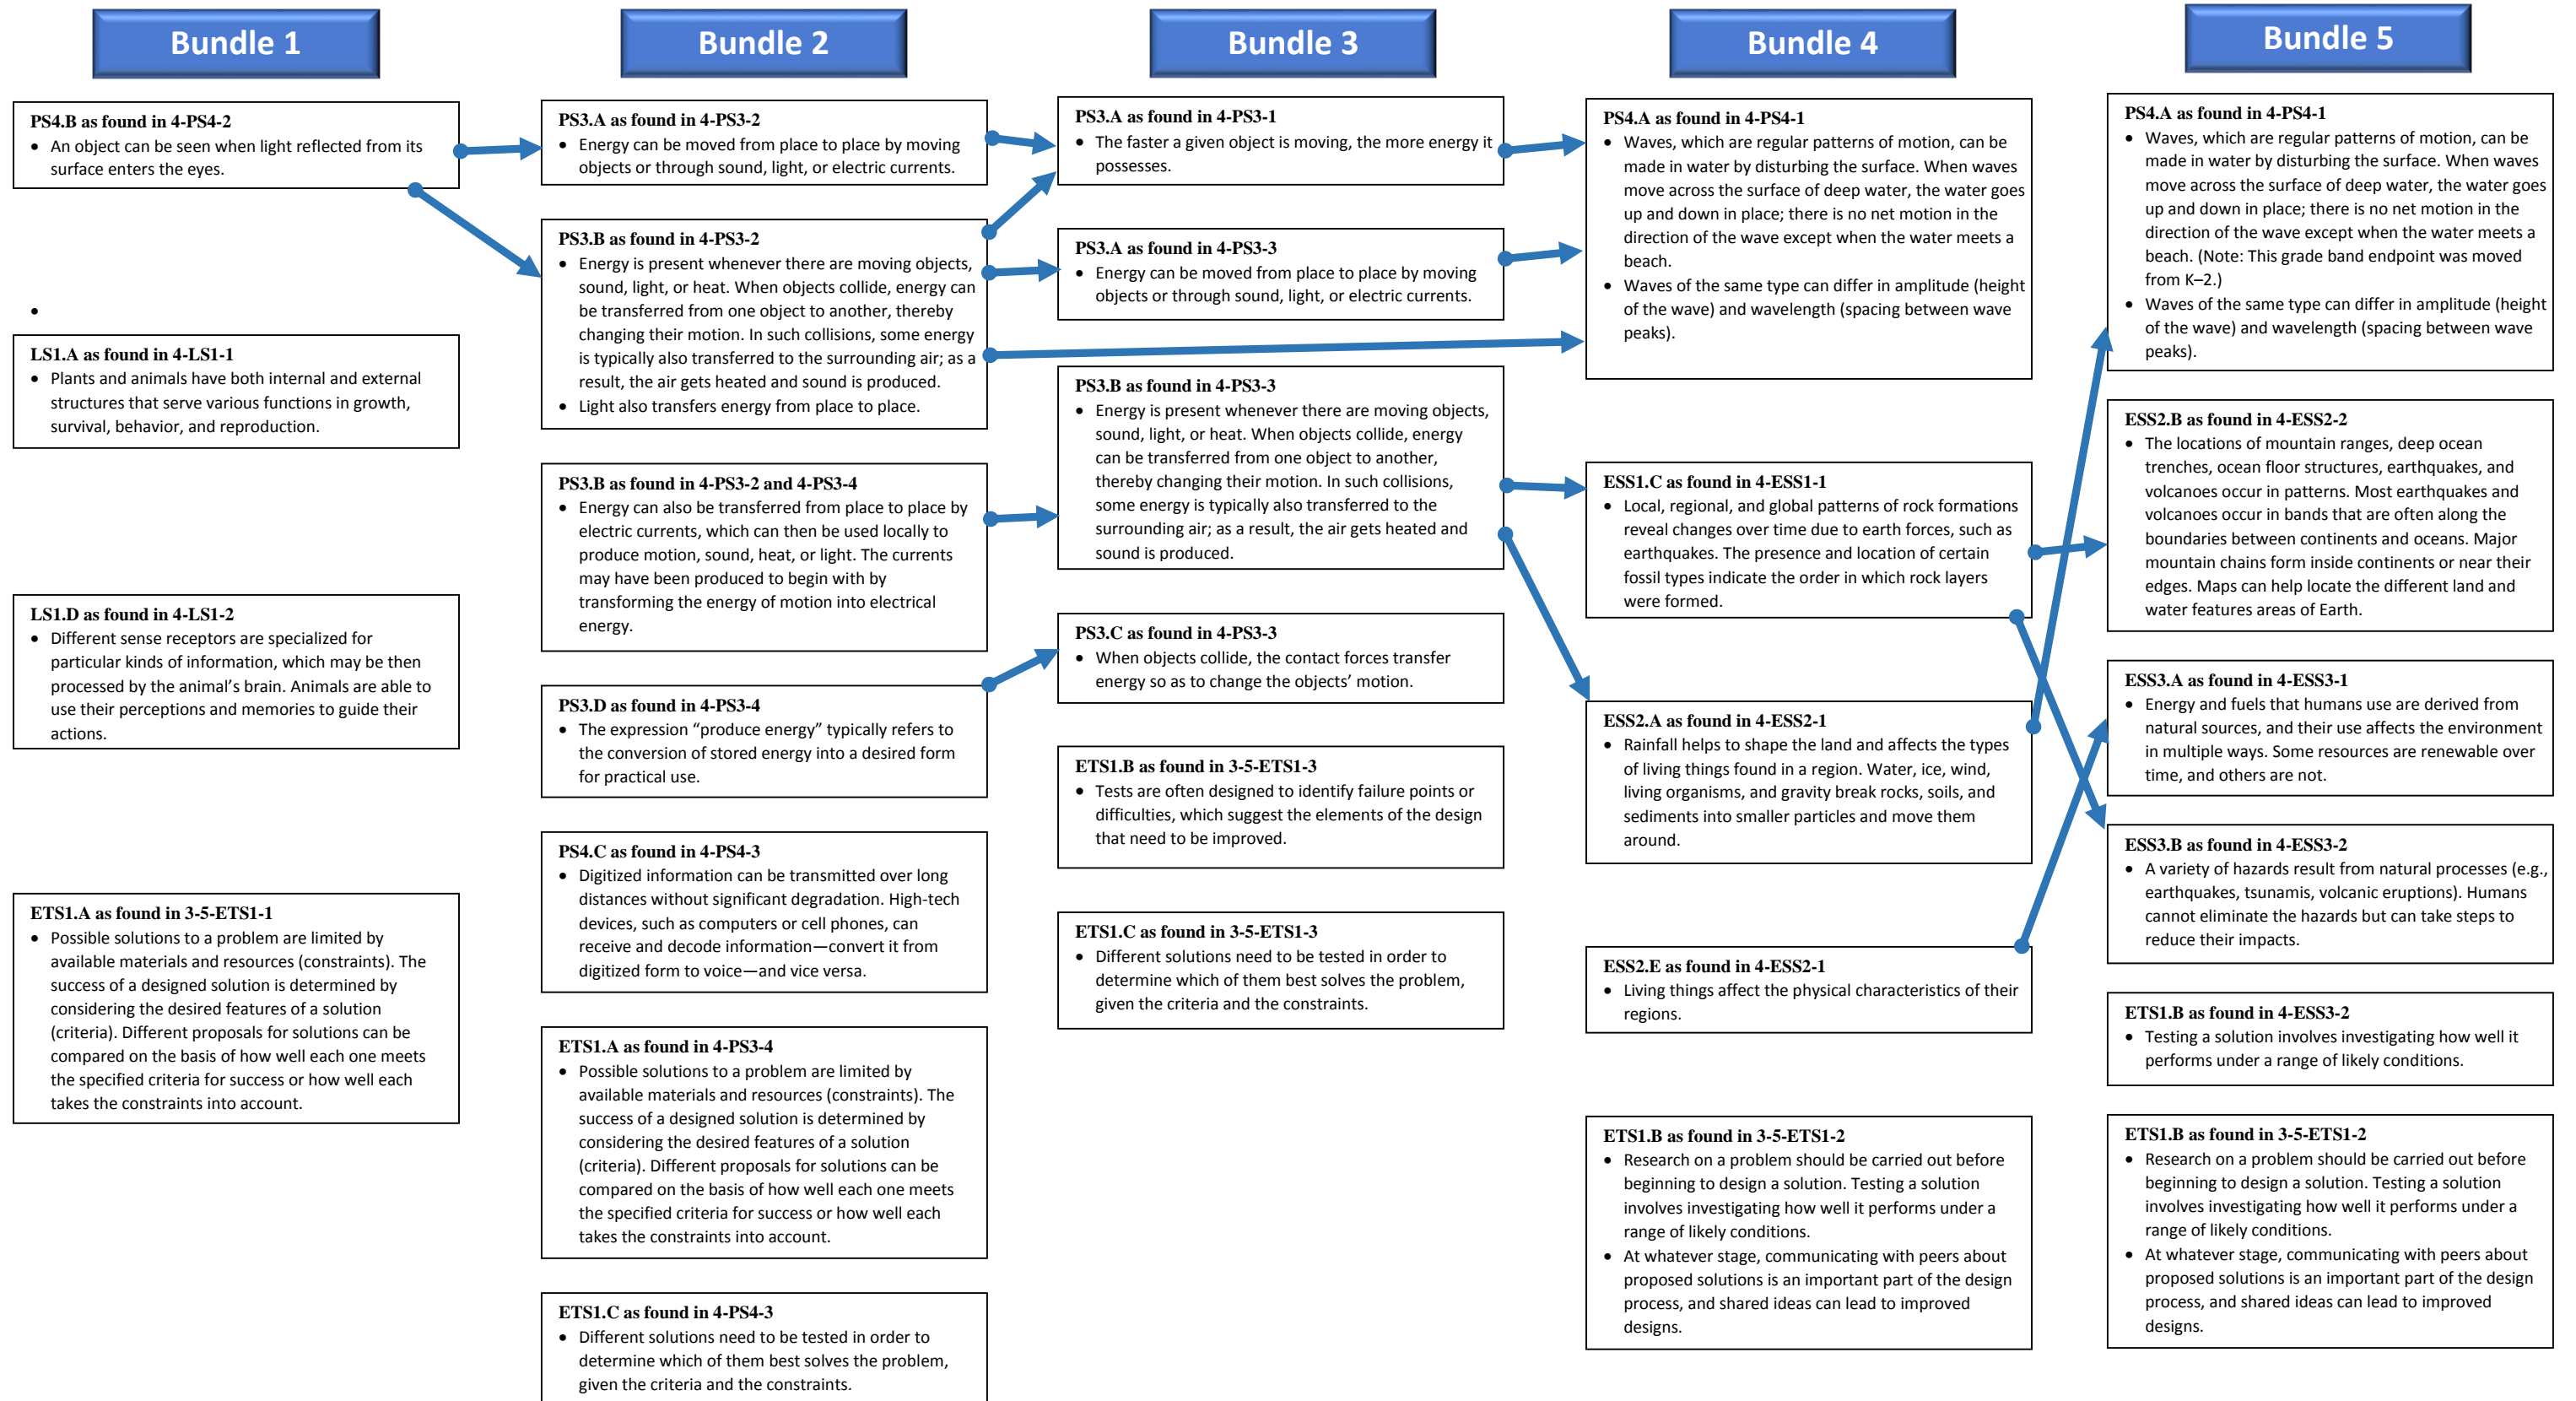 Bundle 1
PS4.B as found in 4-PS4-2
• An object can be seen when light reflected from its
surface enters the eyes.
•
LS1.A as found in 4-LS1-1
• Plants and animals have both internal and external
structures that serve various functions in growth,
survival, behavior, and reproduction.
LS1.D as found in 4-LS1-2
• Different sense receptors are specialized for
particular kinds of information, which may be then
processed by the animal’s brain. Animals are able to
use their perceptions and memories to guide their
actions.
ETS1.A as found in 3-5-ETS1-1
• Possible solutions to a problem are limited by
available materials and resources (constraints). The
success of a designed solution is determined by
considering the desired features of a solution
(criteria). Different proposals for solutions can be
compared on the basis of how well each one meets
the specified criteria for success or how well each
takes the constraints into account.
Bundle 2
PS3.A as found in 4-PS3-2
• Energy can be moved from place to place by moving
objects or through sound, light, or electric currents.
PS3.B as found in 4-PS3-2
• Energy is present whenever there are moving objects,
sound, light, or heat. When objects collide, energy can
be transferred from one object to another, thereby
changing their motion. In such collisions, some energy
is typically also transferred to the surrounding air; as a
result, the air gets heated and sound is produced.
• Light also transfers energy from place to place.
PS3.B as found in 4-PS3-2 and 4-PS3-4
• Energy can also be transferred from place to place by
electric currents, which can then be used locally to
produce motion, sound, heat, or light. The currents
may have been produced to begin with by
transforming the energy of motion into electrical
energy.
PS3.D as found in 4-PS3-4
• The expression “produce energy” typically refers to
the conversion of stored energy into a desired form
for practical use.
PS4.C as found in 4-PS4-3
• Digitized information can be transmitted over long
distances without significant degradation. High-tech
devices, such as computers or cell phones, can
receive and decode information—convert it from
digitized form to voice—and vice versa.
ETS1.A as found in 4-PS3-4
• Possible solutions to a problem are limited by
available materials and resources (constraints). The
success of a designed solution is determined by
considering the desired features of a solution
(criteria). Different proposals for solutions can be
compared on the basis of how well each one meets
the specified criteria for success or how well each
takes the constraints into account.
ETS1.C as found in 4-PS4-3
• Different solutions need to be tested in order to
determine which of them best solves the problem,
given the criteria and the constraints.
Bundle 3
PS3.A as found in 4-PS3-1
• The faster a given object is moving, the more energy it
possesses.
PS3.A as found in 4-PS3-3
• Energy can be moved from place to place by moving
objects or through sound, light, or electric currents.
PS3.B as found in 4-PS3-3
• Energy is present whenever there are moving objects,
sound, light, or heat. When objects collide, energy
can be transferred from one object to another,
thereby changing their motion. In such collisions,
some energy is typically also transferred to the
surrounding air; as a result, the air gets heated and
sound is produced.
PS3.C as found in 4-PS3-3
• When objects collide, the contact forces transfer
energy so as to change the objects’ motion.
ETS1.B as found in 3-5-ETS1-3
• Tests are often designed to identify failure points or
difficulties, which suggest the elements of the design
that need to be improved.
ETS1.C as found in 3-5-ETS1-3
• Different solutions need to be tested in order to
determine which of them best solves the problem,
given the criteria and the constraints.
Bundle 4
PS4.A as found in 4-PS4-1
• Waves, which are regular patterns of motion, can be
made in water by disturbing the surface. When waves
move across the surface of deep water, the water goes
up and down in place; there is no net motion in the
direction of the wave except when the water meets a
beach.
• Waves of the same type can differ in amplitude (height
of the wave) and wavelength (spacing between wave
peaks).
ESS1.C as found in 4-ESS1-1
• Local, regional, and global patterns of rock formations
reveal changes over time due to earth forces, such as
earthquakes. The presence and location of certain
fossil types indicate the order in which rock layers
were formed.
ESS2.A as found in 4-ESS2-1
• Rainfall helps to shape the land and affects the types
of living things found in a region. Water, ice, wind,
living organisms, and gravity break rocks, soils, and
sediments into smaller particles and move them
around.
ESS2.E as found in 4-ESS2-1
• Living things affect the physical characteristics of their
regions.
ETS1.B as found in 3-5-ETS1-2
• Research on a problem should be carried out before
beginning to design a solution. Testing a solution
involves investigating how well it performs under a
range of likely conditions.
• At whatever stage, communicating with peers about
proposed solutions is an important part of the design
process, and shared ideas can lead to improved
designs.
Bundle 5
PS4.A as found in 4-PS4-1
• Waves, which are regular patterns of motion, can be
made in water by disturbing the surface. When waves
move across the surface of deep water, the water goes
up and down in place; there is no net motion in the
direction of the wave except when the water meets a
beach. (Note: This grade band endpoint was moved
from K–2.)
• Waves of the same type can differ in amplitude (height
of the wave) and wavelength (spacing between wave
peaks).
ESS2.B as found in 4-ESS2-2
• The locations of mountain ranges, deep ocean
trenches, ocean floor structures, earthquakes, and
volcanoes occur in patterns. Most earthquakes and
volcanoes occur in bands that are often along the
boundaries between continents and oceans. Major
mountain chains form inside continents or near their
edges. Maps can help locate the different land and
water features areas of Earth.
ESS3.A as found in 4-ESS3-1
• Energy and fuels that humans use are derived from
natural sources, and their use affects the environment
in multiple ways. Some resources are renewable over
time, and others are not.
ESS3.B as found in 4-ESS3-2
• A variety of hazards result from natural processes (e.g.,
earthquakes, tsunamis, volcanic eruptions). Humans
cannot eliminate the hazards but can take steps to
reduce their impacts.
ETS1.B as found in 4-ESS3-2
• Testing a solution involves investigating how well it
performs under a range of likely conditions.
ETS1.B as found in 3-5-ETS1-2
• Research on a problem should be carried out before
beginning to design a solution. Testing a solution
involves investigating how well it performs under a
range of likely conditions.
• At whatever stage, communicating with peers about
proposed solutions is an important part of the design
process, and shared ideas can lead to improved
designs.